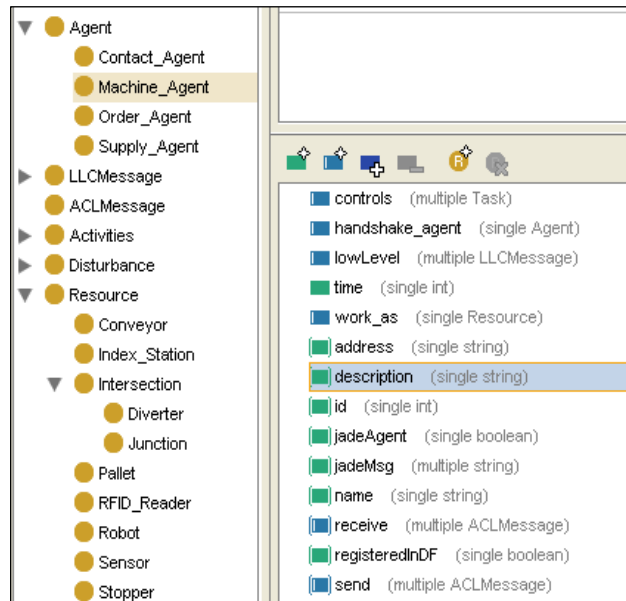 Agent
Contact_Agent
Machine_Agent
Order_Agent
Supply_Agent
LLCMessage
ACLMessage
Activities
Disturbance
Resource
Conveyor
Index_Station
Intersection
Diverter
Junction
Pallet
RFID_Reader
Robot
Sensor
Stopper
R
controls (multiple Task)
handshake_agent (single Agent)
lowLevel (multiple LLCMessage)
time (single int)
work_as (single Resource)
address (single string)
description (single string)
id (single int)
jadeAgent (single boolean)
jadeMsg (multiple string)
name (single string)
receive (multiple ACLMessage)
registeredInDF (single boolean)
send (multiple ACLMessage)